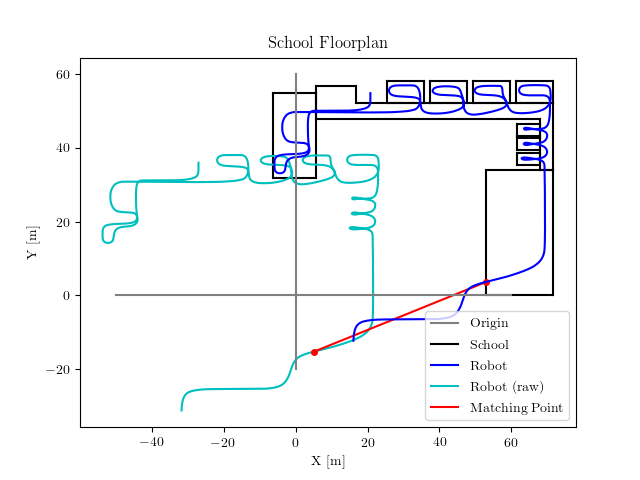 School Floorplan
60
40
20
0
−20
Y [m]
−40
−20
0
20
40
60
X [m]
Origin
School
Robot
Robot (raw)
Matching Point